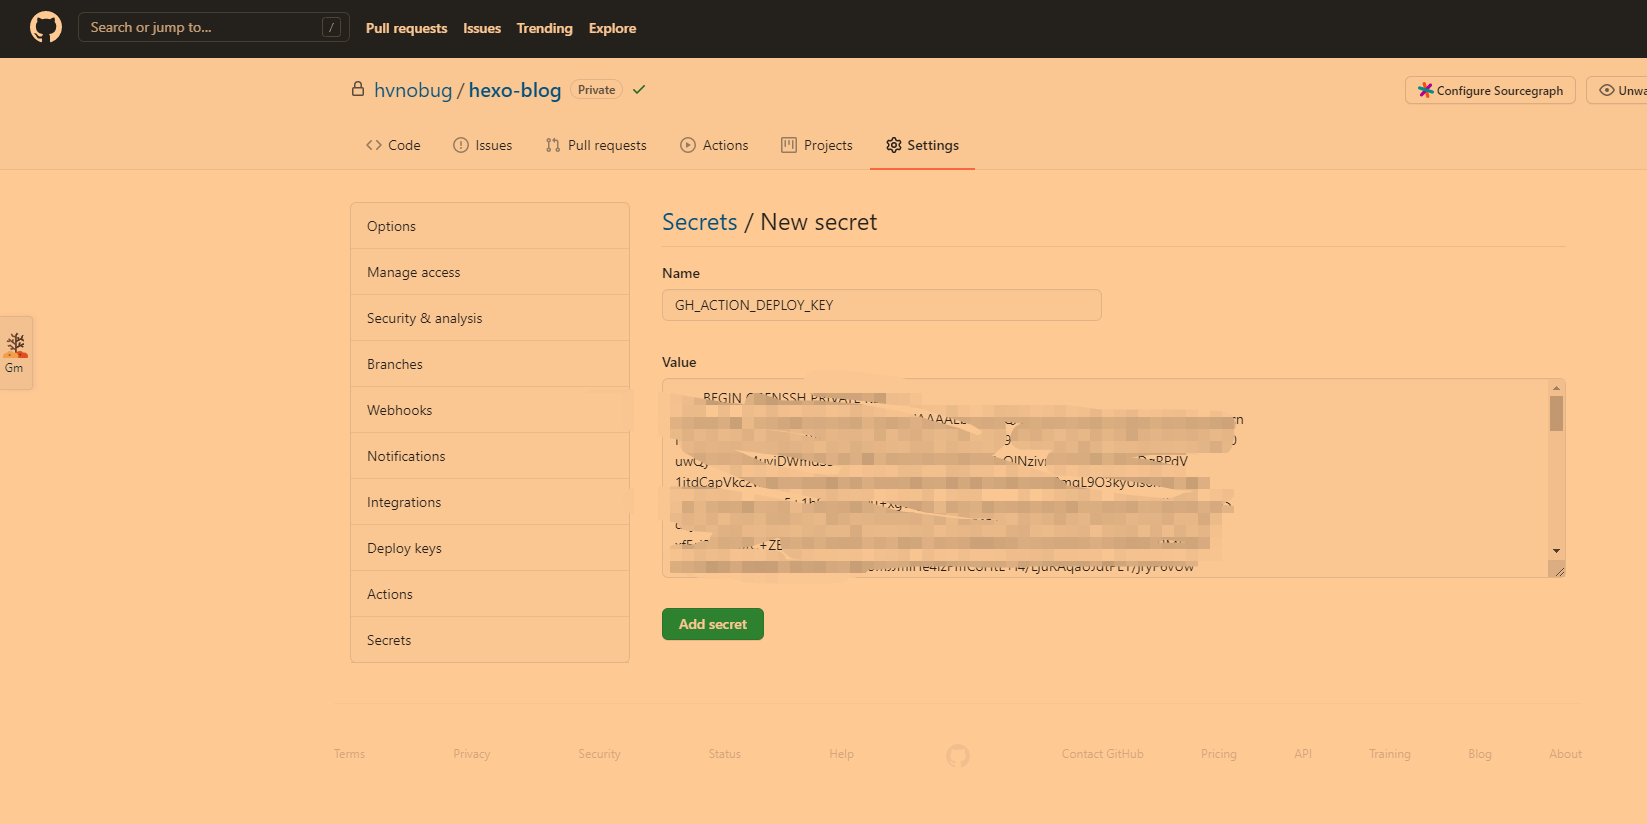 Search or jump to... /
Pull requests Issues Trending Explore
hvnobug / hexo-blog Private
Configure Sourcegraph
Code Issues Pull requests Actions Projects Settings
Options
Manage access
Security & analysis
Branches
Webhooks
Notifications
Integrations
Deploy keys
Actions
Secrets
Gm
Secrets / New secret
Name
GH_ACTION_DEPLOY_KEY
Value
BEGIN
Add secret
Terms Privacy Security Status Help Contact GitHub Pricing API Training Blog About